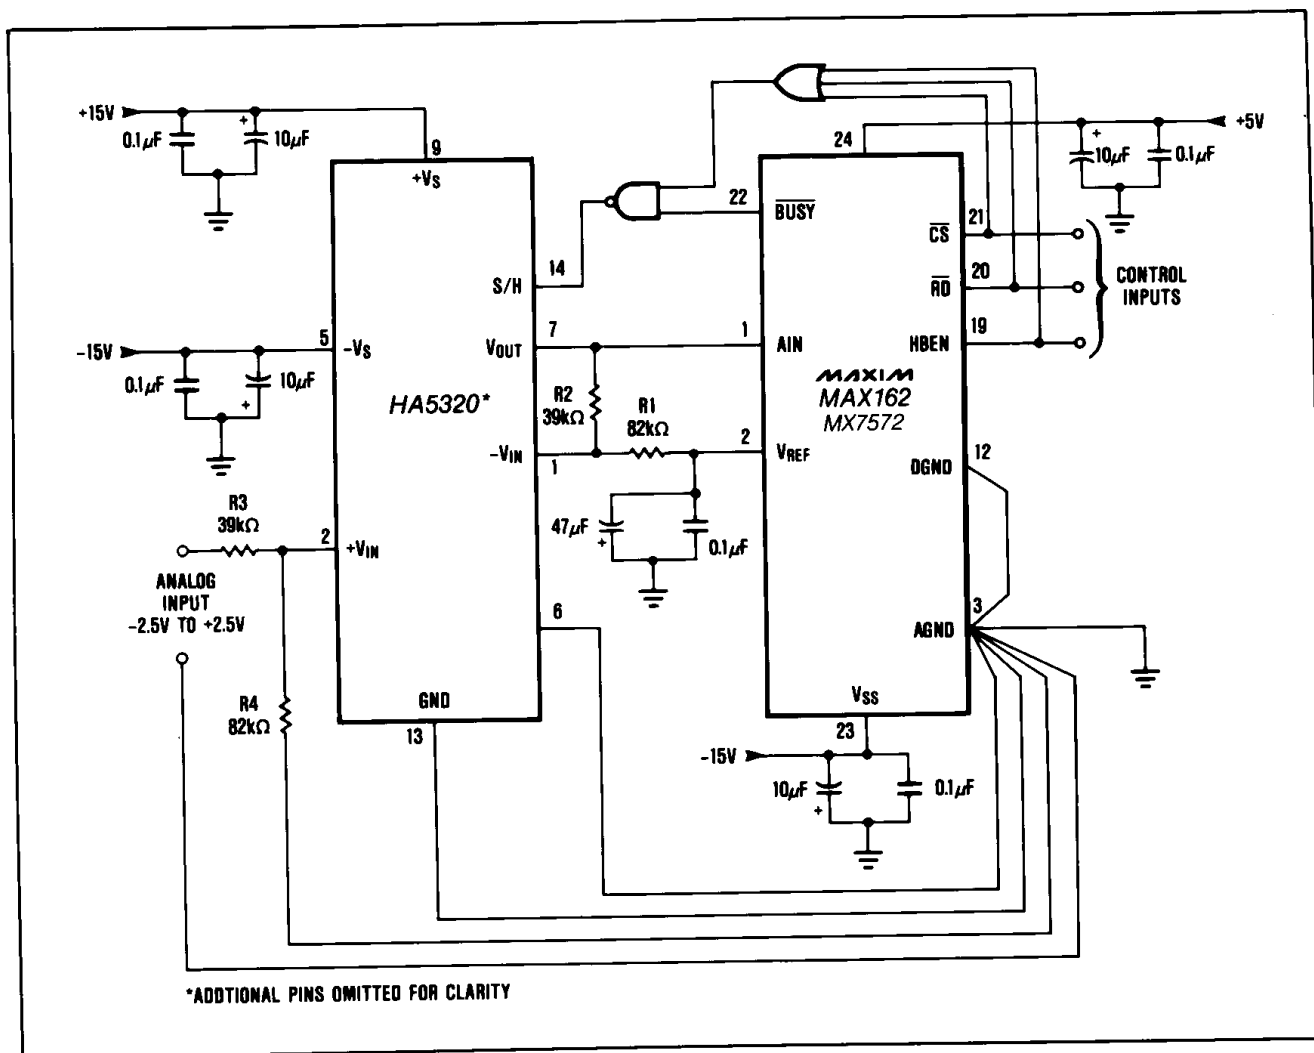 +15V
0.1µF
+
10µF
9
+VS
24
+
10µF
0.1µF
+5V
22
BUSY
21
CS
20
RD
19
HBEN
CONTROL
INPUTS
14
S/H
7
VOUT
1
AIN
-15V
5
-VS
0.1µF
10µF
+
HA5320*
R2
39kΩ
R1
82kΩ
MAXIM
MAX162
MX7572
-VIN
1
2
VREF
12
DGND
47µF
+
0.1µF
R3
39kΩ
2
+VIN
ANALOG
INPUT
-2.5V TO +2.5V
6
3
AGND
R4
82kΩ
GND
13
VSS
23
-15V
10µF
+
0.1µF
*ADDTIONAL PINS OMITTED FOR CLARITY